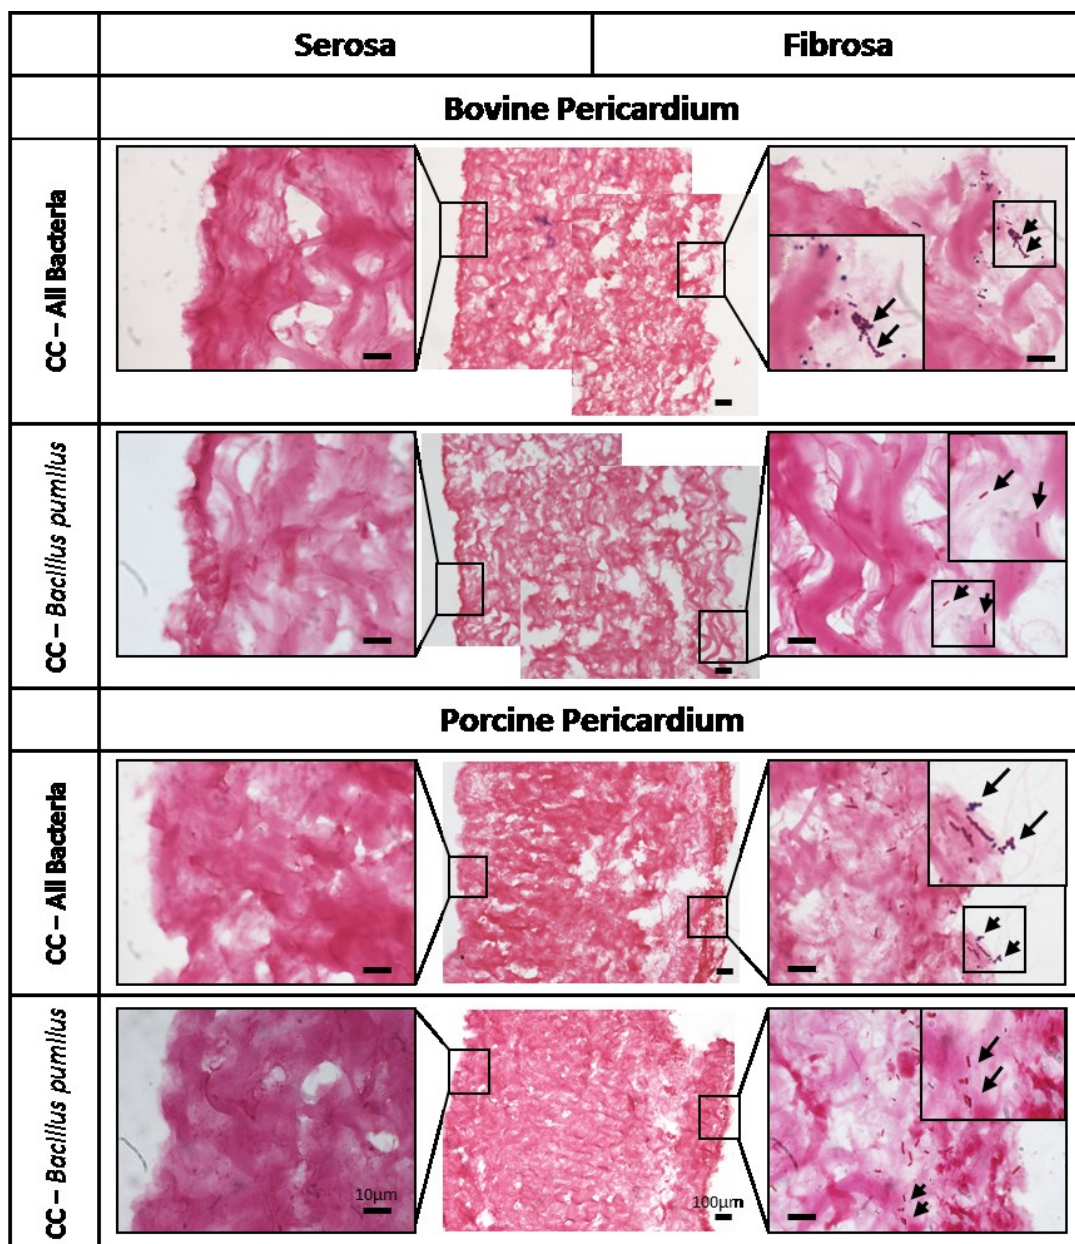 Serosa
Fibrosa
Bovine Pericardium
CC – All Bacteria
CC – Bacillus pumilus
Porcine Pericardium
CC – All Bacteria
CC – Bacillus pumilus
10µm
100µm